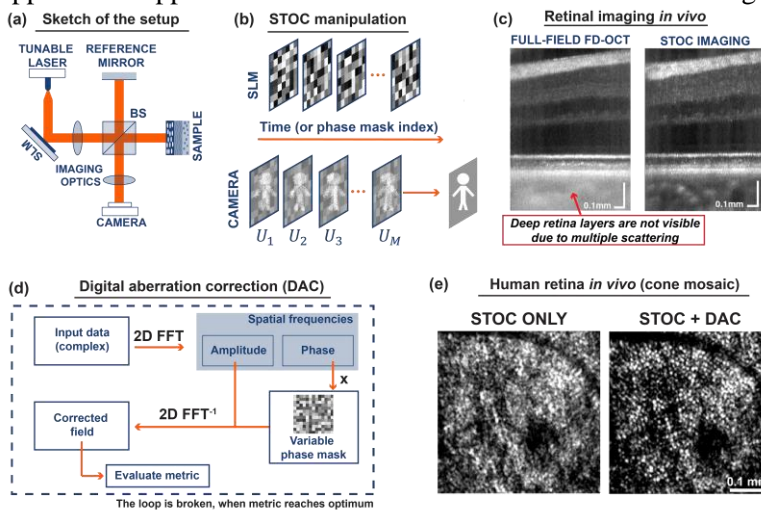 (a) Sketch of the setup
TUNABLE LASER
REFERENCE MIRROR
BS
SLM
IMAGING OPTICS
SAMPLE
CAMERA
(b) STOC manipulation
SLM
Time (or phase mask index)
CAMERA
U1 U2 U3 UM
(c) Retinal imaging in vivo
FULL-FIELD FD-OCT
STOC IMAGING
0.1mm
0.1mm
Deep retina layers are not visible
due to multiple scattering
(d) Digital aberration correction (DAC)
Input data
(complex)
2D FFT
Spatial frequencies
Amplitude
Phase
x
Variable
phase mask
2D FFT-1
Corrected
field
Evaluate metric
The loop is broken, when metric reaches optimum
(e) Human retina in vivo (cone mosaic)
STOC ONLY
STOC + DAC
0.1 mm